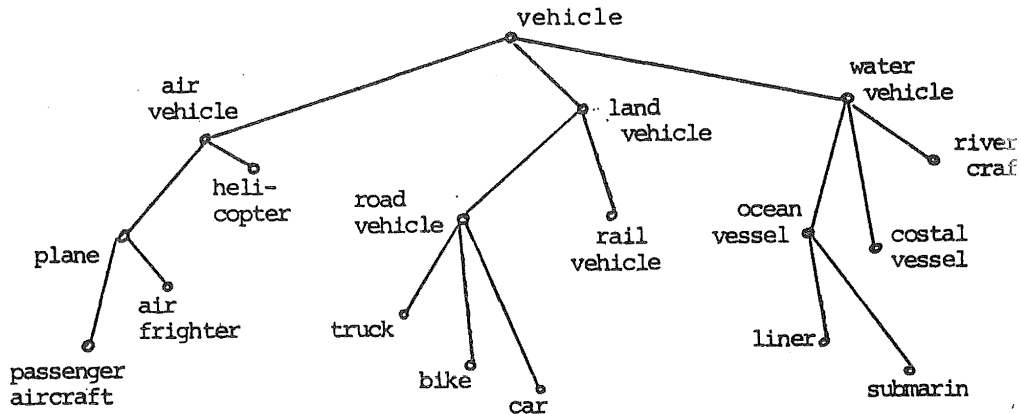 vehicle
air
vehicle
land
vehicle
water
vehicle
river
craf
heli-
copter
road
vehicle
rail
vehicle
ocean
vessel
costal
vessel
plane
air
frighter
truck
liner
passenger
aircraft
bike
car
submarin